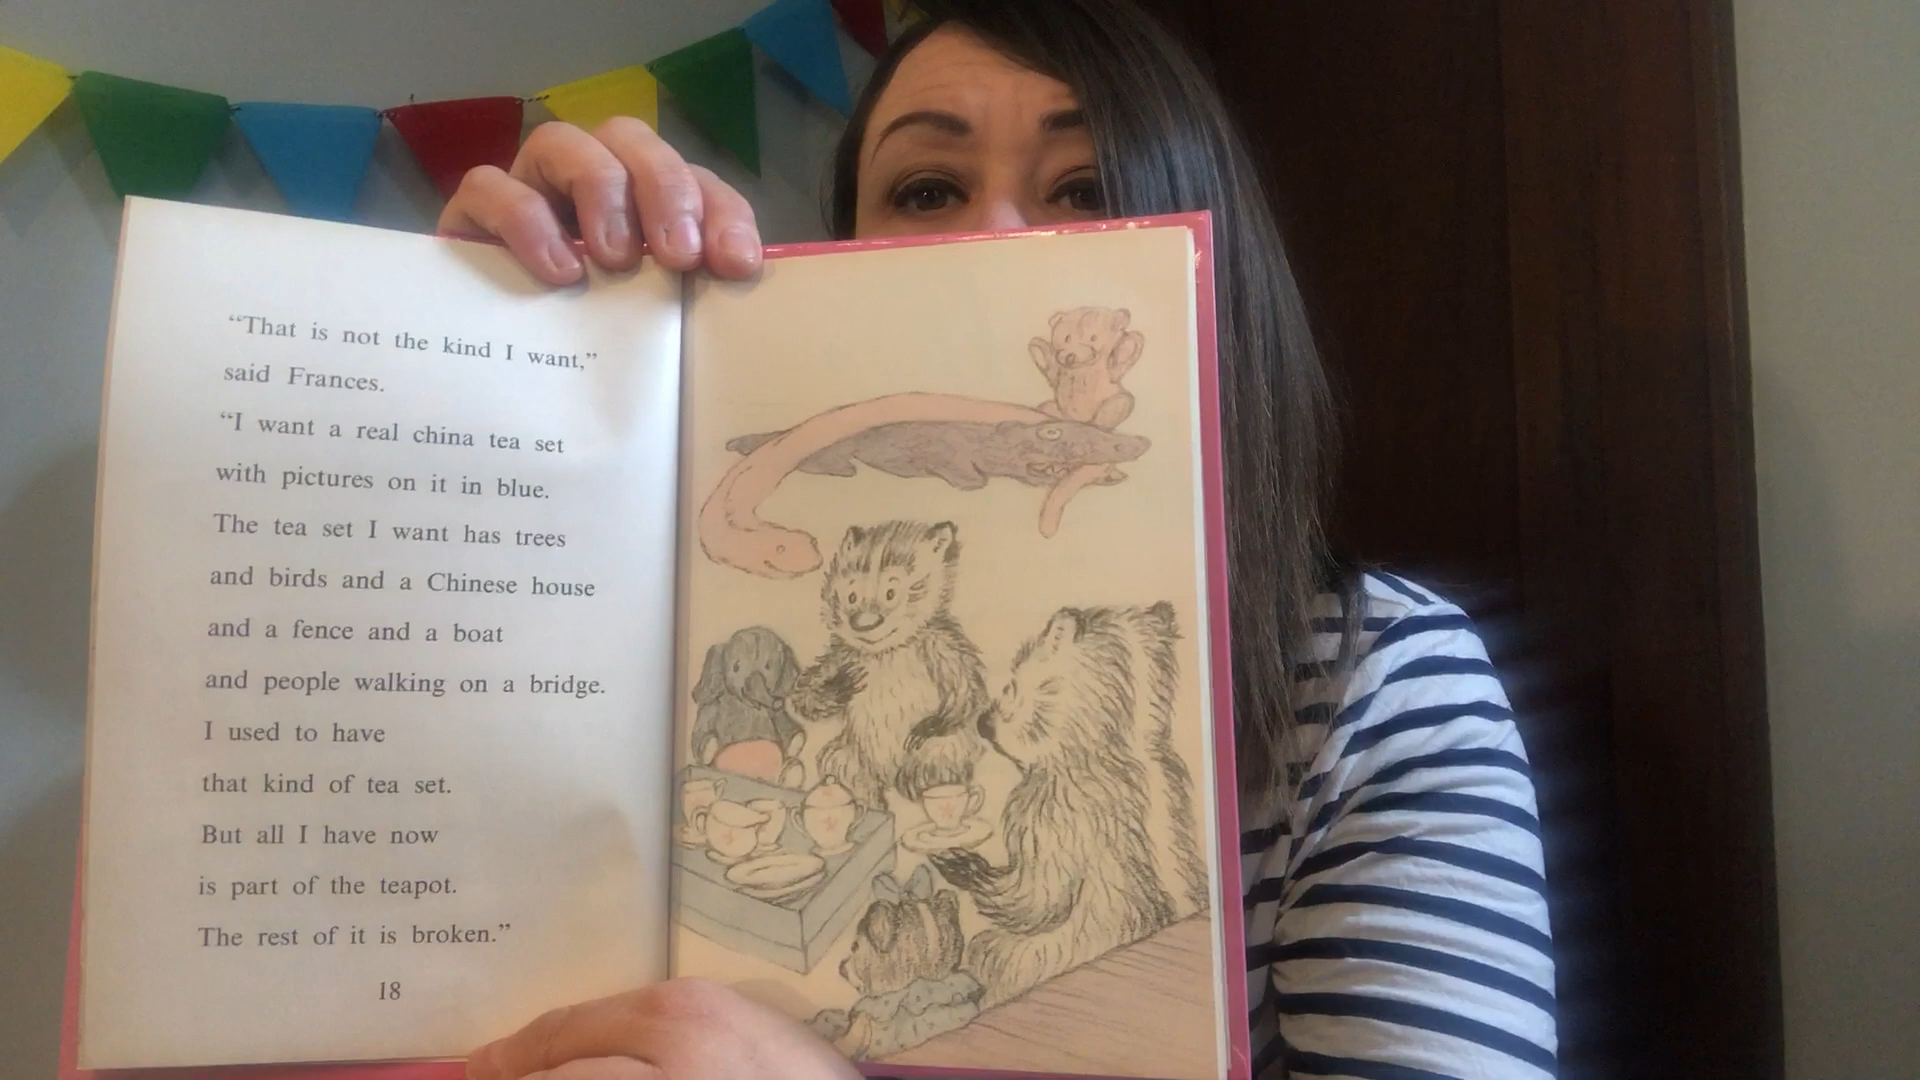 “That is not the kind I want,”
said Frances.
“I want a real china tea set
with pictures on it in blue.
The tea set I want has trees
and birds and a Chinese house
and a fence and a boat
and people walking on a bridge.
I used to have
that kind of tea set.
But all I have now
is part of the teapot.
The rest of it is broken.”
18